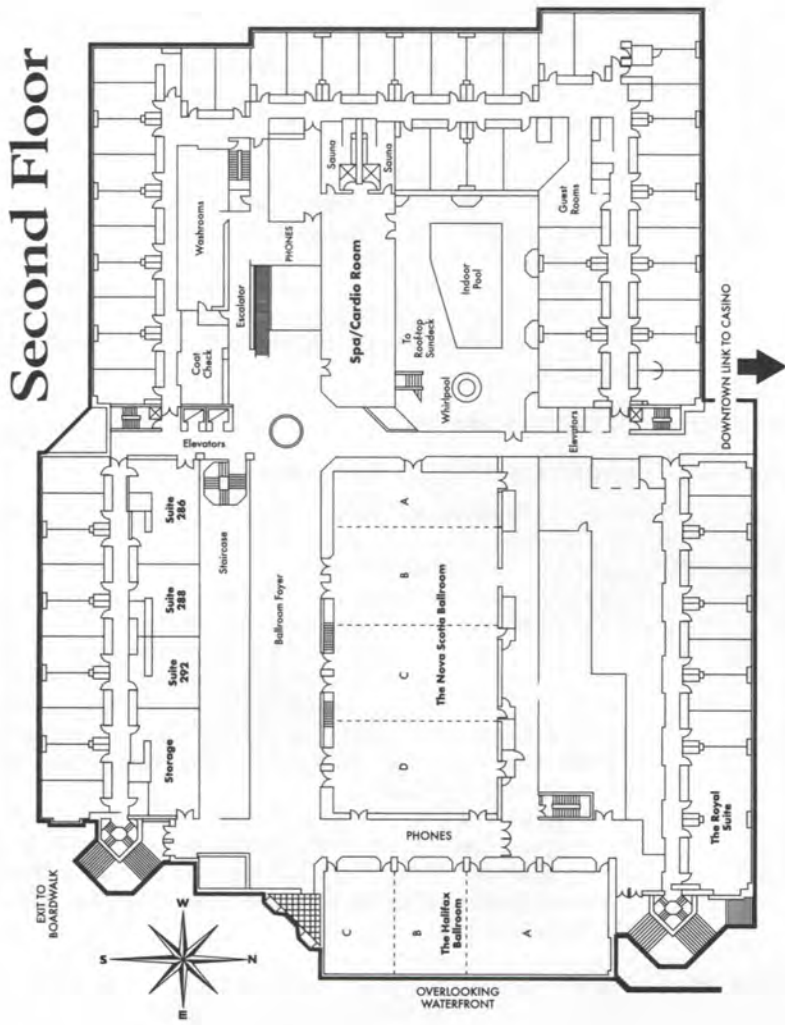 Second Floor
Washrooms
Coat
Check
Escalator
PHONES
Sauna
Sauna
Spa/Cardio Room
To
Rooftop
Sundeck
Indoor
Pool
Whirlpool
Guest
Rooms
Elevators
Elevators
DOWNTOWN LINK TO CASINO
Suite
286
Suite
288
Suite
292
Storage
Staircase
Ballroom Foyer
A
B
C
D
The Nova Scotia Ballroom
PHONES
The Royal
Suite
EXIT TO
BOARDWALK
C
B
A
The Halifax
Ballroom
OVERLOOKING
WATERFRONT
W
S
N
E